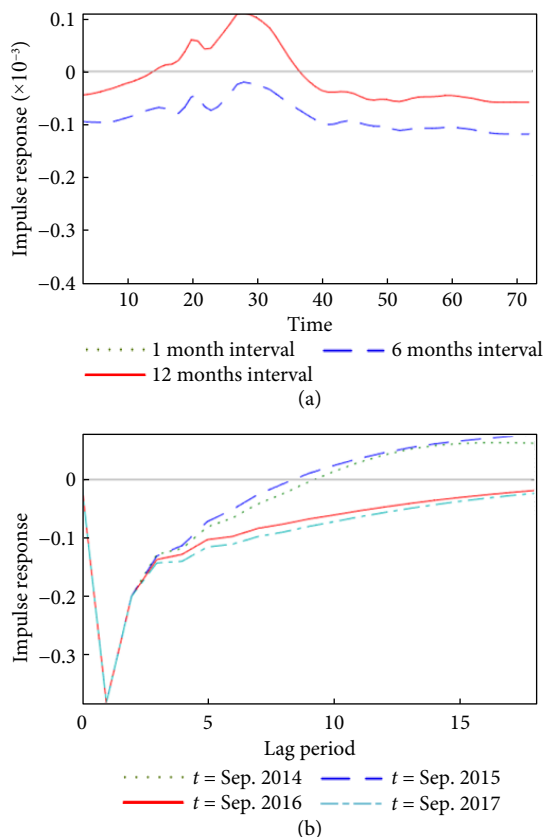 0.1
0
−0.1
−0.2
−0.3
−0.4
Impulse response (×10⁻³)
10 20 30 40 50 60 70
Time
1 month interval 6 months interval
12 months interval
(a)
0
−0.1
−0.2
−0.3
Impulse response
0 5 10 15
Lag period
t = Sep. 2014 t = Sep. 2015
t = Sep. 2016 t = Sep. 2017
(b)